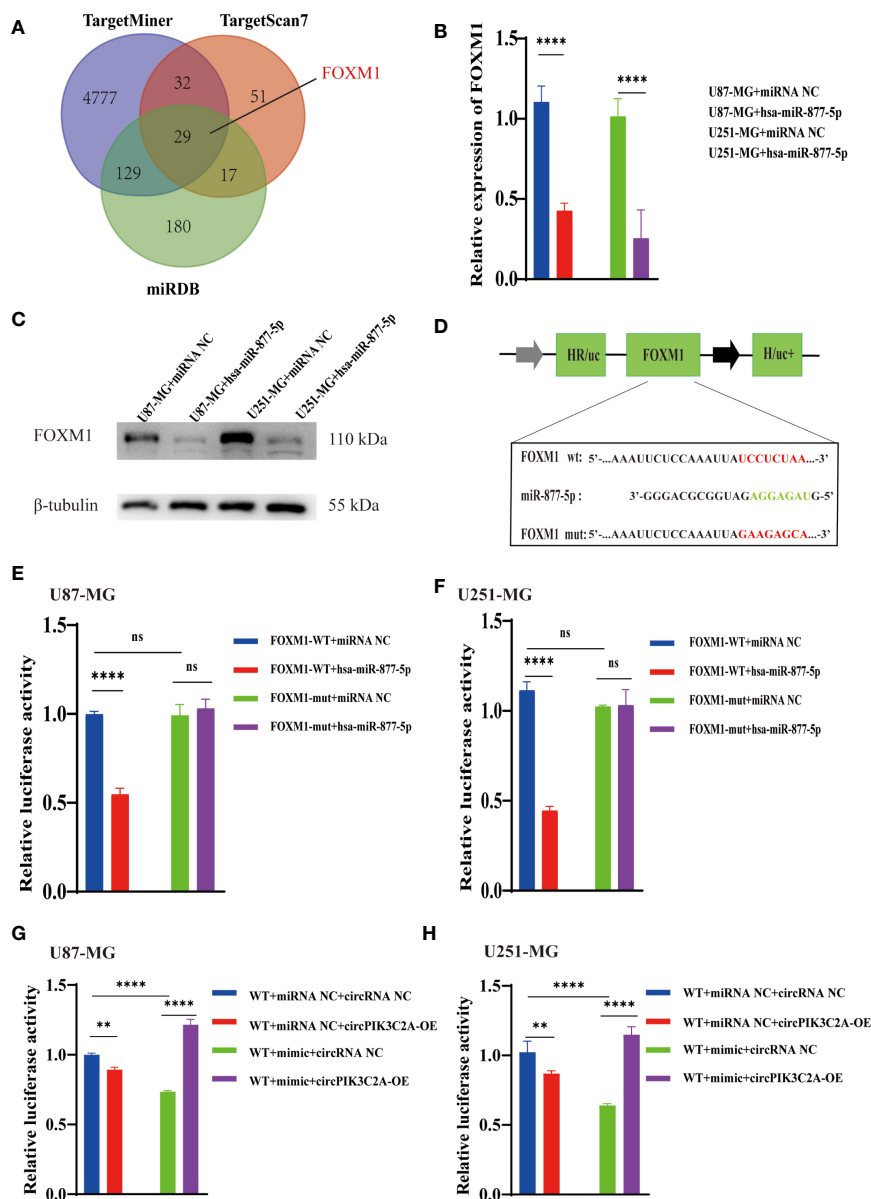 A
TargetMiner
TargetScan7
4777
32
51
FOXM1
29
129
17
180
miRDB
B
Relative expression of FOXM1
1.5
1.0
0.5
0.0
****
****
U87-MG+miRNA NC
U87-MG+hsa-miR-877-5p
U251-MG+miRNA NC
U251-MG+hsa-miR-877-5p
C
U87-MG+miRNA NC
U87-MG+hsa-miR-877-5p
U251-MG+miRNA NC
U251-MG+hsa-miR-877-5p
FOXM1
110 kDa
β-tubulin
55 kDa
D
HR/uc
FOXM1
H/uc+
FOXM1 wt: 5'-...AAAUUCUCCAAAUUAUCCUCUAA...-3'
miR-877-5p : 3'-GGGACGCGGUAGAGGAGAUG-5'
FOXM1 mut: 5'-...AAAUUCUCCAAAUUAGAAGAGCA...-3'
E
U87-MG
Relative luciferase activity
1.5
1.0
0.5
0.0
ns
****
ns
FOXM1-WT+miRNA NC
FOXM1-WT+hsa-miR-877-5p
FOXM1-mut+miRNA NC
FOXM1-mut+hsa-miR-877-5p
F
U251-MG
Relative luciferase activity
1.5
1.0
0.5
0.0
ns
****
ns
FOXM1-WT+miRNA NC
FOXM1-WT+hsa-miR-877-5p
FOXM1-mut+miRNA NC
FOXM1-mut+hsa-miR-877-5p
G
U87-MG
Relative luciferase activity
1.5
1.0
0.5
0.0
****
**
****
WT+miRNA NC+circRNA NC
WT+miRNA NC+circPIK3C2A-OE
WT+mimic+circRNA NC
WT+mimic+circPIK3C2A-OE
H
U251-MG
Relative luciferase activity
1.5
1.0
0.5
0.0
****
**
****
WT+miRNA NC+circRNA NC
WT+miRNA NC+circPIK3C2A-OE
WT+mimic+circRNA NC
WT+mimic+circPIK3C2A-OE